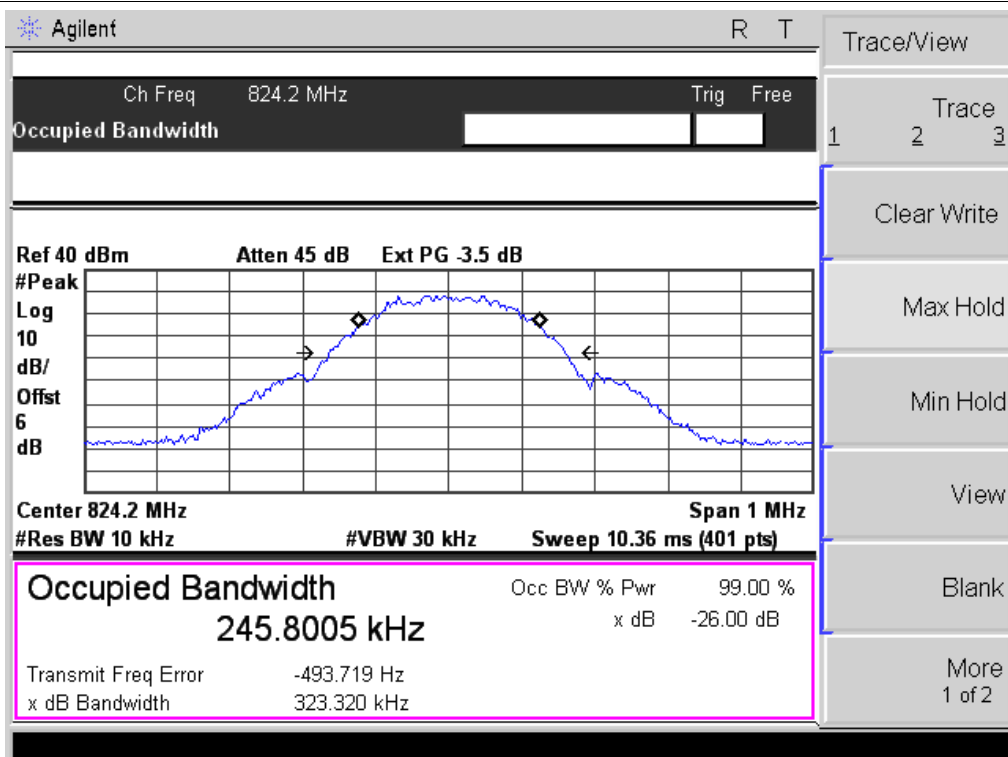 Agilent R T
Ch Freq 824.2 MHz Trig Free
Occupied Bandwidth
Ref 40 dBm Atten 45 dB Ext PG -3.5 dB
#Peak
Log
10
dB/
Offst
6
dB
Center 824.2 MHz Span 1 MHz
#Res BW 10 kHz #VBW 30 kHz Sweep 10.36 ms (401 pts)
Occupied Bandwidth
245.8005 kHz
Occ BW % Pwr 99.00 %
x dB -26.00 dB
Transmit Freq Error -493.719 Hz
x dB Bandwidth 323.320 kHz
Trace/View
Trace
1 2 3
Clear Write
Max Hold
Min Hold
View
Blank
More
1 of 2